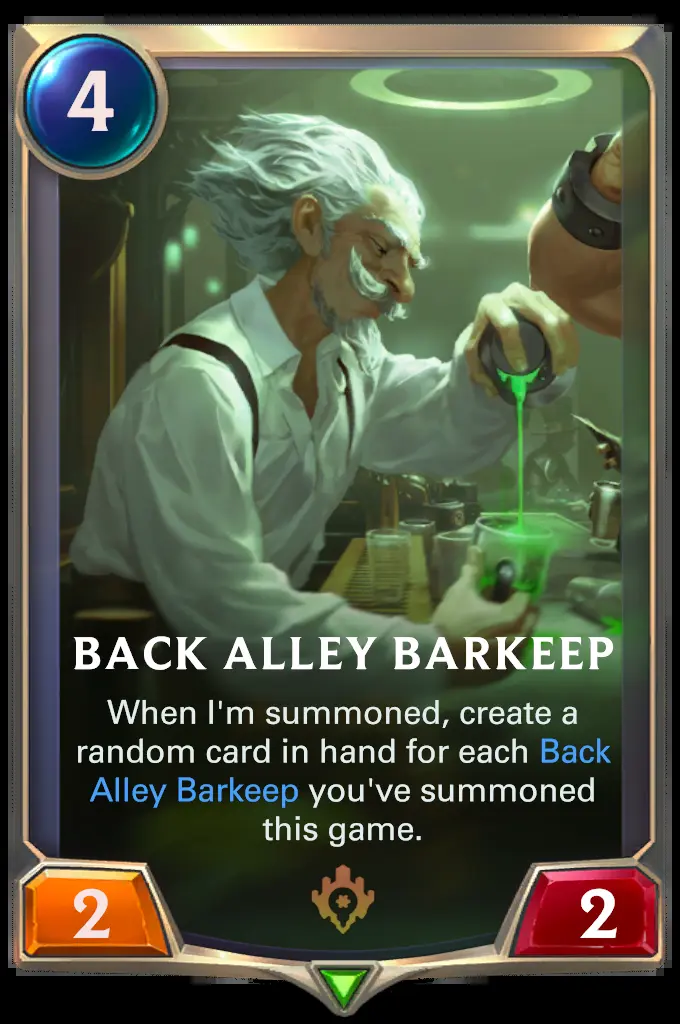 4
BACK ALLEY BARKEEP
When I'm summoned, create a
random card in hand for each Back
Alley Barkeep you've summoned
this game.
2
2